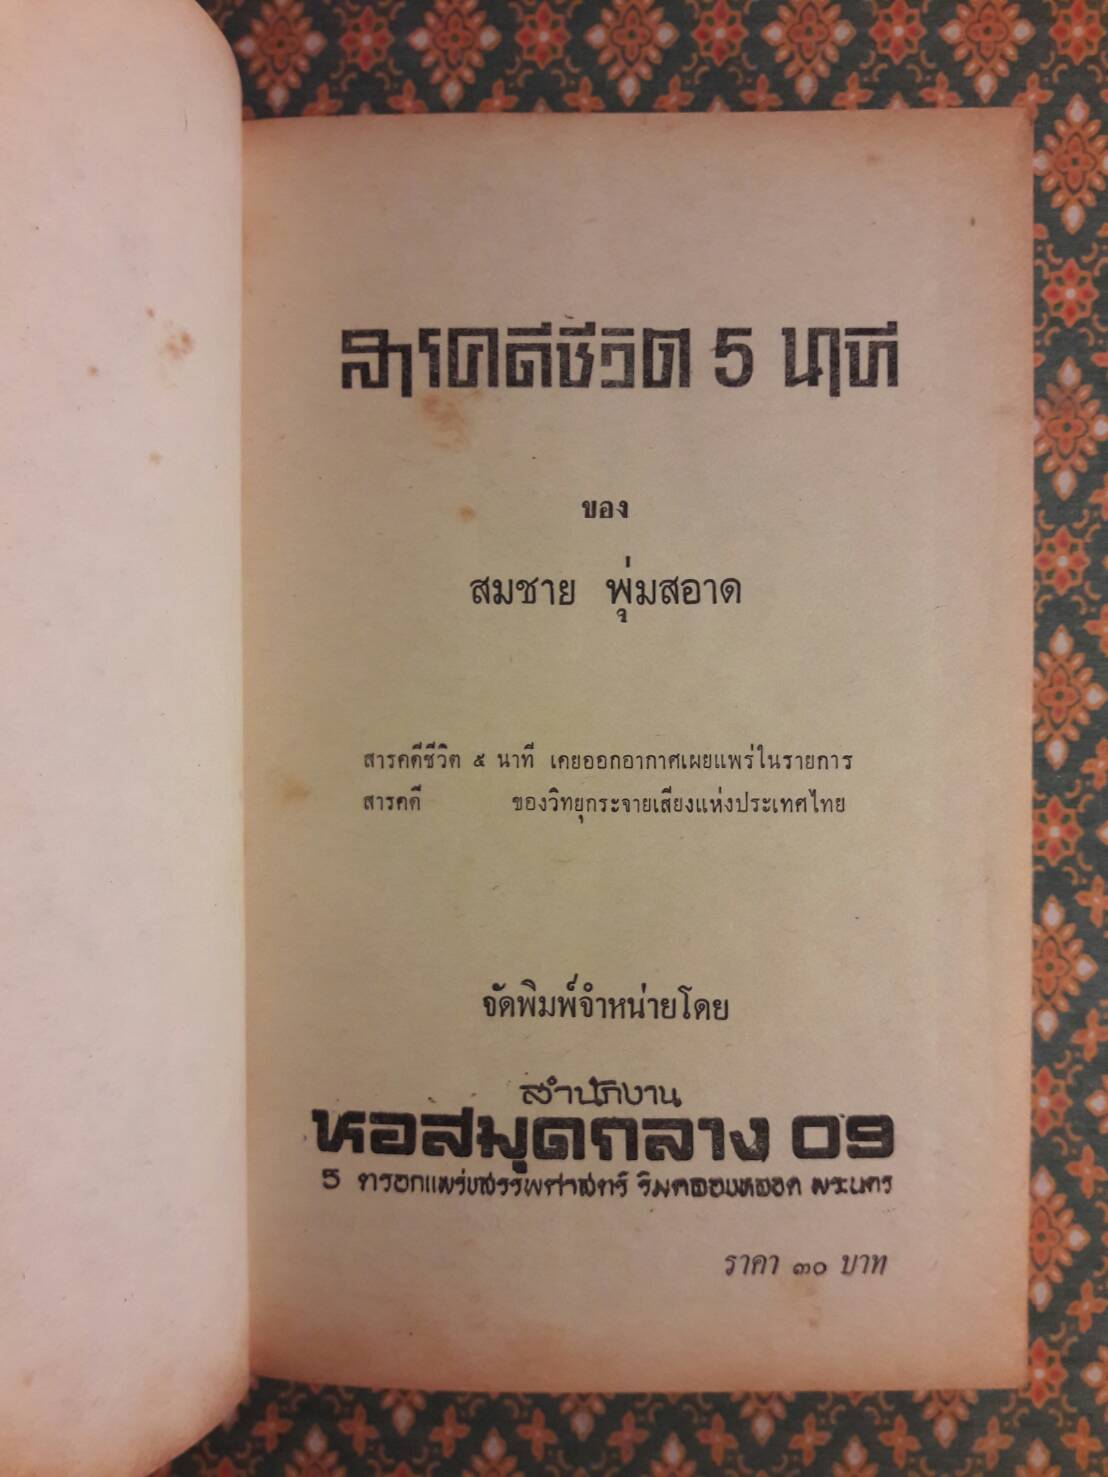 สารคดีชีวิต 5 นาที
ของ
สมชาย พุ่มสอาด
สารคดีชีวิต ๕ นาที เคยออกอากาศเผยแพร่ในรายการ
สารคดี ของวิทยุกระจายเสียงแห่งประเทศไทย
จัดพิมพ์จำหน่ายโดย
สำนักงาน
หอสมุดกลาง 09
5 ตรอกแพร่งสรรพศาสตร์ ริมคลองหลอด พระนคร
ราคา ๓๐ บาท